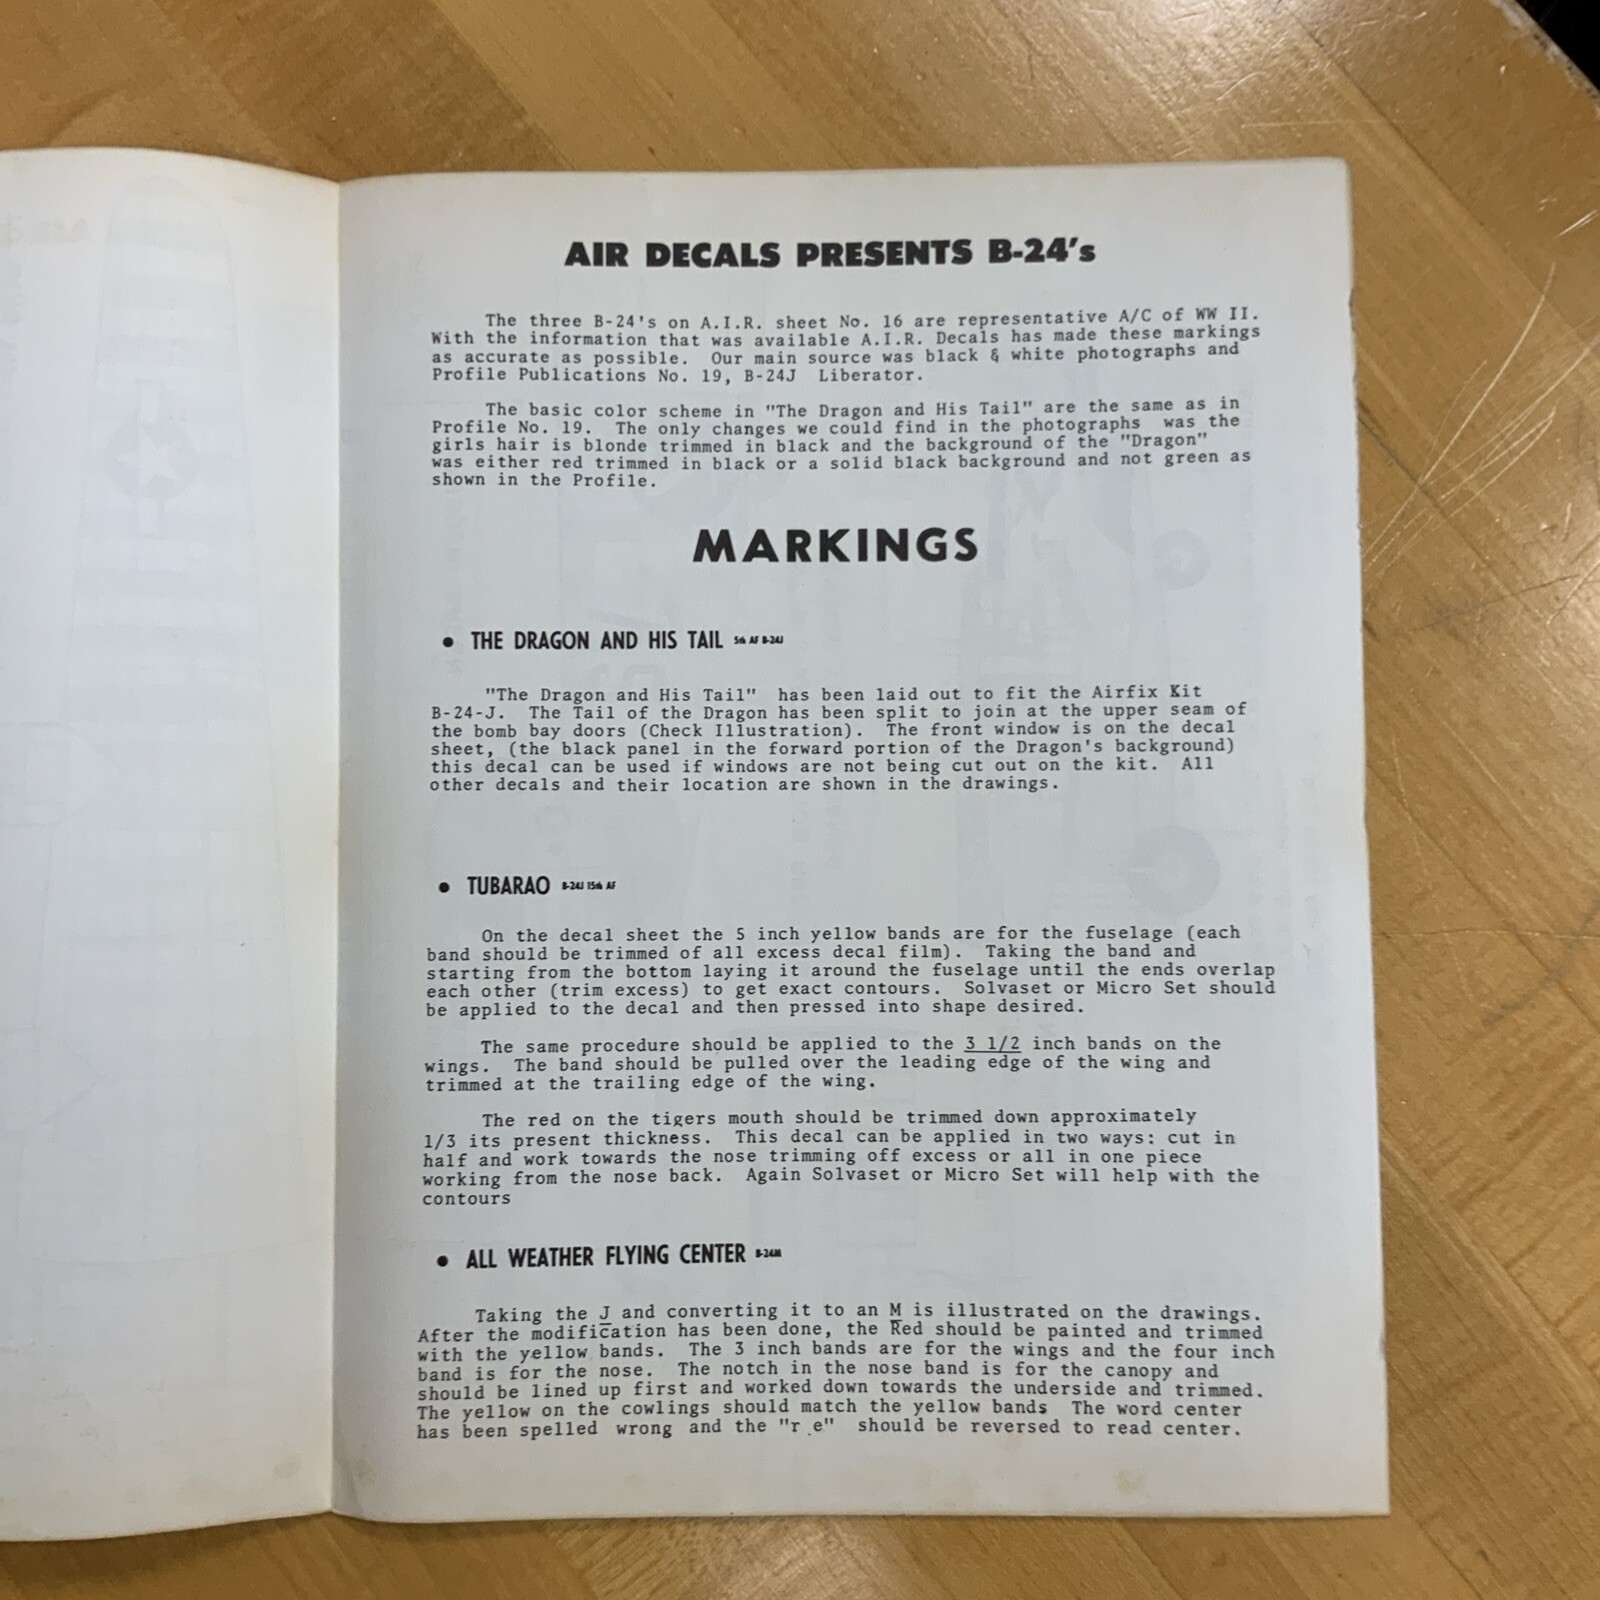 AIR DECALS PRESENTS B-24's
The three B-24's on A.I.R. sheet No. 16 are representative A/C of WW II.
With the information that was available A.I.R. Decals has made these markings
as accurate as possible. Our main source was black & white photographs and
Profile Publications No. 19, B-24J Liberator.
The basic color scheme in "The Dragon and His Tail" are the same as in
Profile No. 19. The only changes we could find in the photographs was the
girls hair is blonde trimmed in black and the background of the "Dragon"
was either red trimmed in black or a solid black background and not green as
shown in the Profile.
MARKINGS
• THE DRAGON AND HIS TAIL 5th AF B-24J
"The Dragon and His Tail" has been laid out to fit the Airfix Kit
B-24-J. The Tail of the Dragon has been split to join at the upper seam of
the bomb bay doors (Check Illustration). The front window is on the decal
sheet, (the black panel in the forward portion of the Dragon's background)
this decal can be used if windows are not being cut out on the kit. All
other decals and their location are shown in the drawings.
• TUBARAO B-24J 15th AF
On the decal sheet the 5 inch yellow bands are for the fuselage (each
band should be trimmed of all excess decal film). Taking the band and
starting from the bottom laying it around the fuselage until the ends overlap
each other (trim excess) to get exact contours. Solvaset or Micro Set should
be applied to the decal and then pressed into shape desired.
The same procedure should be applied to the 3 1/2 inch bands on the
wings. The band should be pulled over the leading edge of the wing and
trimmed at the trailing edge of the wing.
The red on the tigers mouth should be trimmed down approximately
1/3 its present thickness. This decal can be applied in two ways: cut in
half and work towards the nose trimming off excess or all in one piece
working from the nose back. Again Solvaset or Micro Set will help with the
contours
• ALL WEATHER FLYING CENTER B-24M
Taking the J and converting it to an M is illustrated on the drawings.
After the modification has been done, the Red should be painted and trimmed
with the yellow bands. The 3 inch bands are for the wings and the four inch
band is for the nose. The notch in the nose band is for the canopy and
should be lined up first and worked down towards the underside and trimmed.
The yellow on the cowlings should match the yellow bands The word center
has been spelled wrong and the "r e" should be reversed to read center.